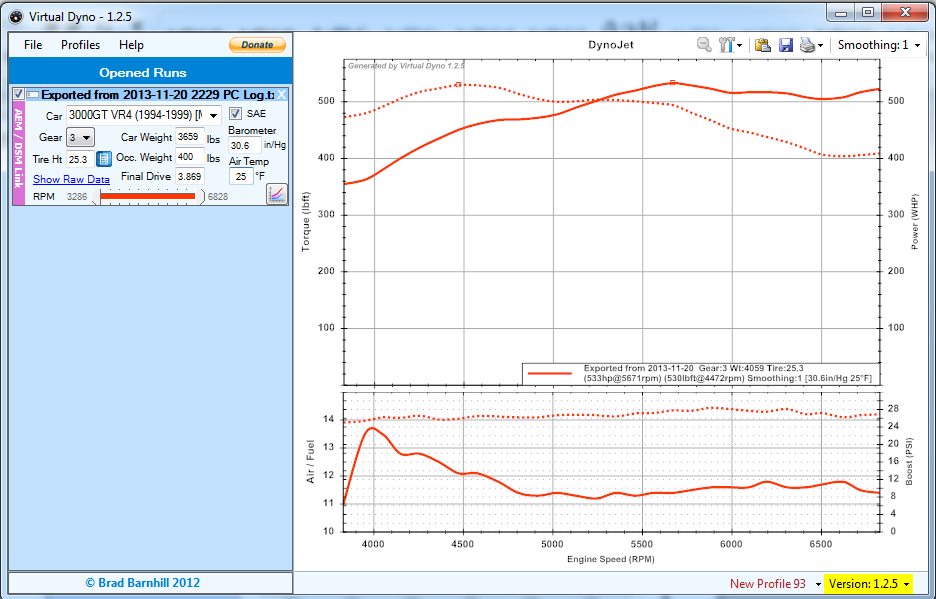 Virtual Dyno - 1.2.5
File Profiles Help Donate
Opened Runs
Exported from 2013-11-20 2229 PC Log.t
AEM / DSM Link
Car 3000GT VR4 (1994-1999) [ SAE
Gear 3 Car Weight 3659 lbs Barometer
30.6 in/Hg
Tire Ht 25.3 Occ. Weight 400 lbs Air Temp
Show Raw Data Final Drive 3.869 25 °F
RPM 3286 6828
© Brad Barnhill 2012
DynoJet Smoothing: 1
Generated by Virtual Dyno 1.2.5
500 500
400 400
300 300
200 200
100 100
Torque (lbft)
Power (WHP)
Exported from 2013-11-20 Gear:3 Wt:4059 Tire:25.3
(533hp@5671rpm) (530lbft@4472rpm) Smoothing:1 [30.6in/Hg 25°F]
14
13
12
11
10
Air / Fuel
28
24
20
16
12
8
4
0
Boost (PSI)
4000 4500 5000 5500 6000 6500
Engine Speed (RPM)
New Profile 93 Version: 1.2.5